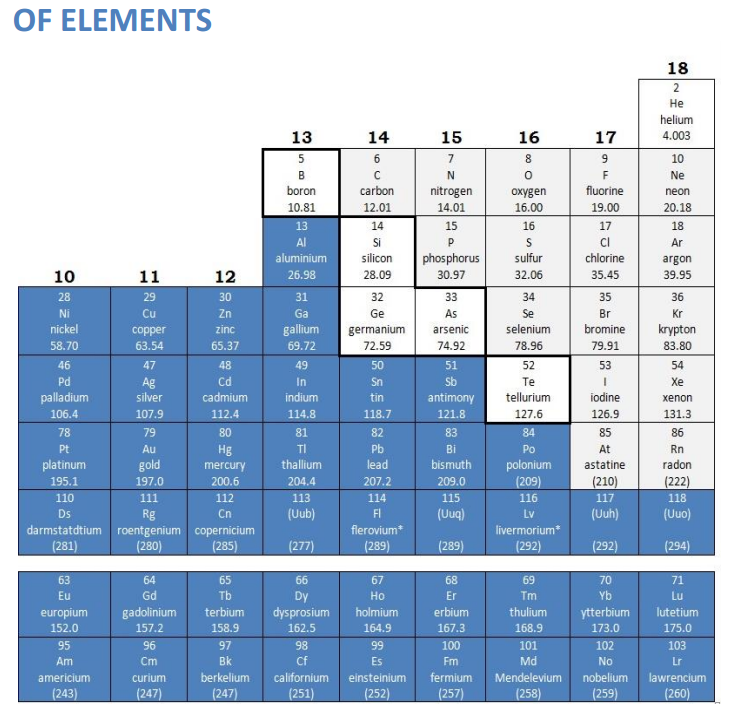 OF ELEMENTS
18
2
He
helium
4.003
13 14 15 16 17
5 6 7 8 9 10
B C N O F Ne
boron carbon nitrogen oxygen fluorine neon
10.81 12.01 14.01 16.00 19.00 20.18
13 14 15 16 17 18
Al Si P S Cl Ar
aluminium silicon phosphorus sulfur chlorine argon
26.98 28.09 30.97 32.06 35.45 39.95
10 11 12
28 29 30 31 32 33 34 35 36
Ni Cu Zn Ga Ge As Se Br Kr
nickel copper zinc gallium germanium arsenic selenium bromine krypton
58.70 63.54 65.37 69.72 72.59 74.92 78.96 79.91 83.80
46 47 48 49 50 51 52 53 54
Pd Ag Cd In Sn Sb Te I Xe
palladium silver cadmium indium tin antimony tellurium iodine xenon
106.4 107.9 112.4 114.8 118.7 121.8 127.6 126.9 131.3
78 79 80 81 82 83 84 85 86
Pt Au Hg Tl Pb Bi Po At Rn
platinum gold mercury thallium lead bismuth polonium astatine radon
195.1 197.0 200.6 204.4 207.2 209.0 (209) (210) (222)
110 111 112 113 114 115 116 117 118
Ds Rg Cn (Uub) Fl (Uuq) Lv (Uuh) (Uuo)
darmstatdtium roentgenium copernicium flerovium* livermorium*
(281) (280) (285) (277) (289) (289) (292) (292) (294)
63 64 65 66 67 68 69 70 71
Eu Gd Tb Dy Ho Er Tm Yb Lu
europium gadolinium terbium dysprosium holmium erbium thulium ytterbium lutetium
152.0 157.2 158.9 162.5 164.9 167.3 168.9 173.0 175.0
95 96 97 98 99 100 101 102 103
Am Cm Bk Cf Es Fm Md No Lr
americium curium berkelium californium einsteinium fermium Mendelevium nobelium lawrencium
(243) (247) (247) (251) (252) (257) (258) (259) (260)